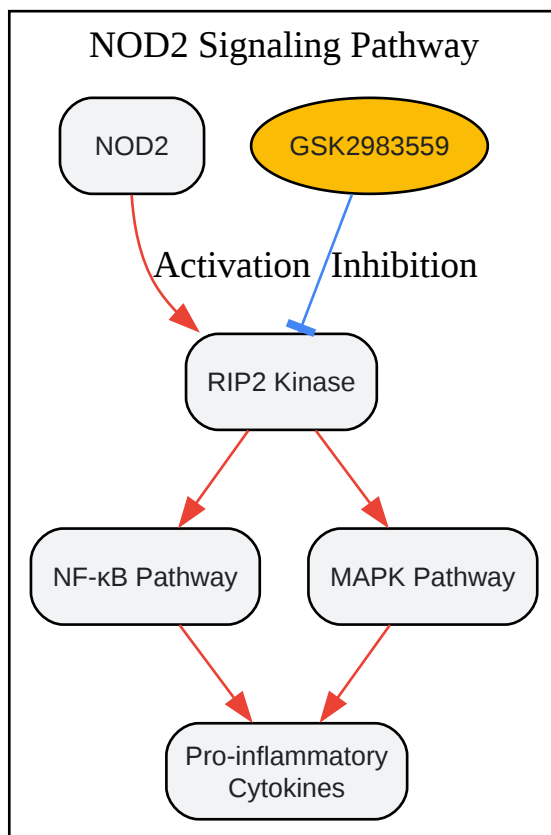 NOD2 Signaling Pathway
NOD2
GSK2983559
Activation
Inhibition
RIP2 Kinase
NF-κB Pathway
MAPK Pathway
Pro-inflammatory
Cytokines